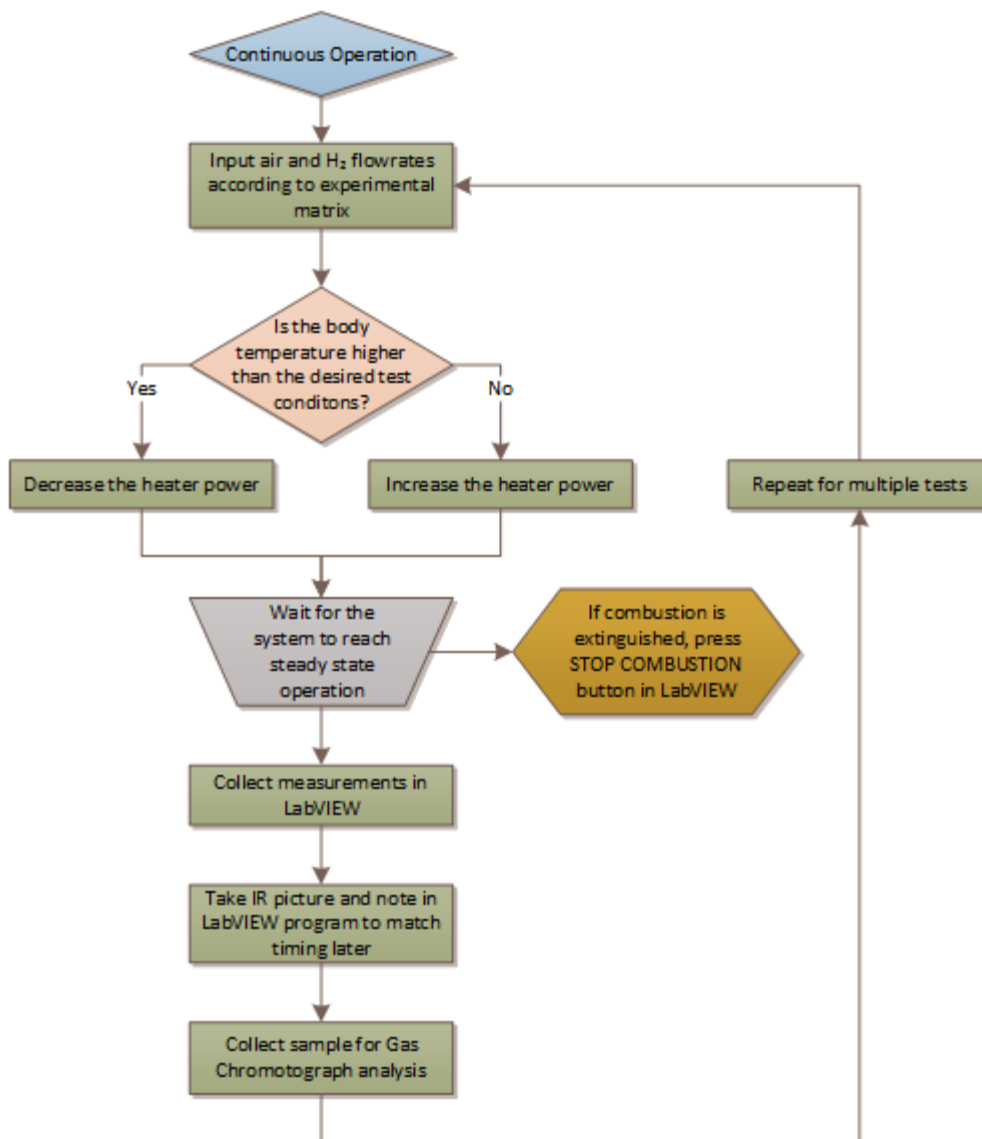 Continuous Operation
Input air and H₂ flowrates
according to experimental
matrix
Is the body
temperature higher
than the desired test
conditons?
Yes
No
Decrease the heater power
Increase the heater power
Repeat for multiple tests
Wait for the
system to reach
steady state
operation
If combustion is
extinguished, press
STOP COMBUSTION
button in LabVIEW
Collect measurements in
LabVIEW
Take IR picture and note in
LabVIEW program to match
timing later
Collect sample for Gas
Chromotograph analysis